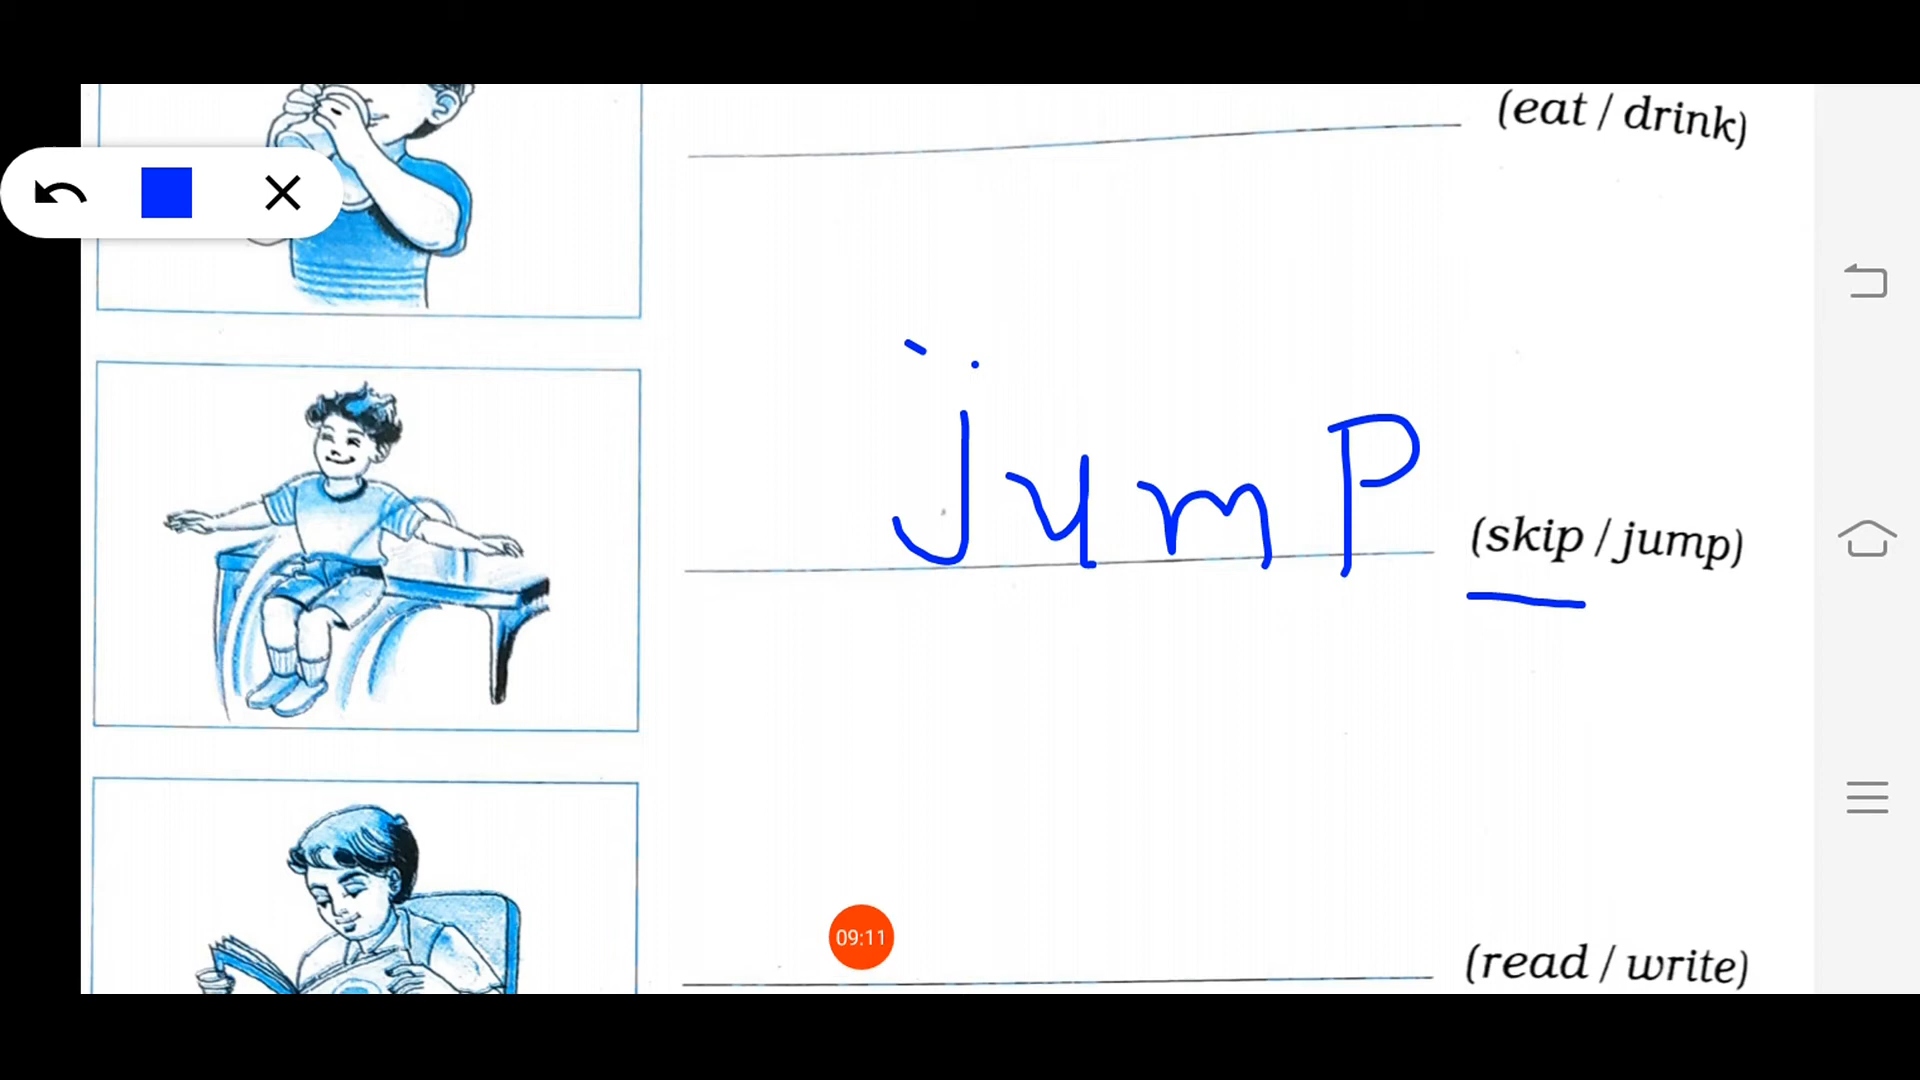 (eat / drink)
jumP
(skip / jump)
09:11
(read / write)